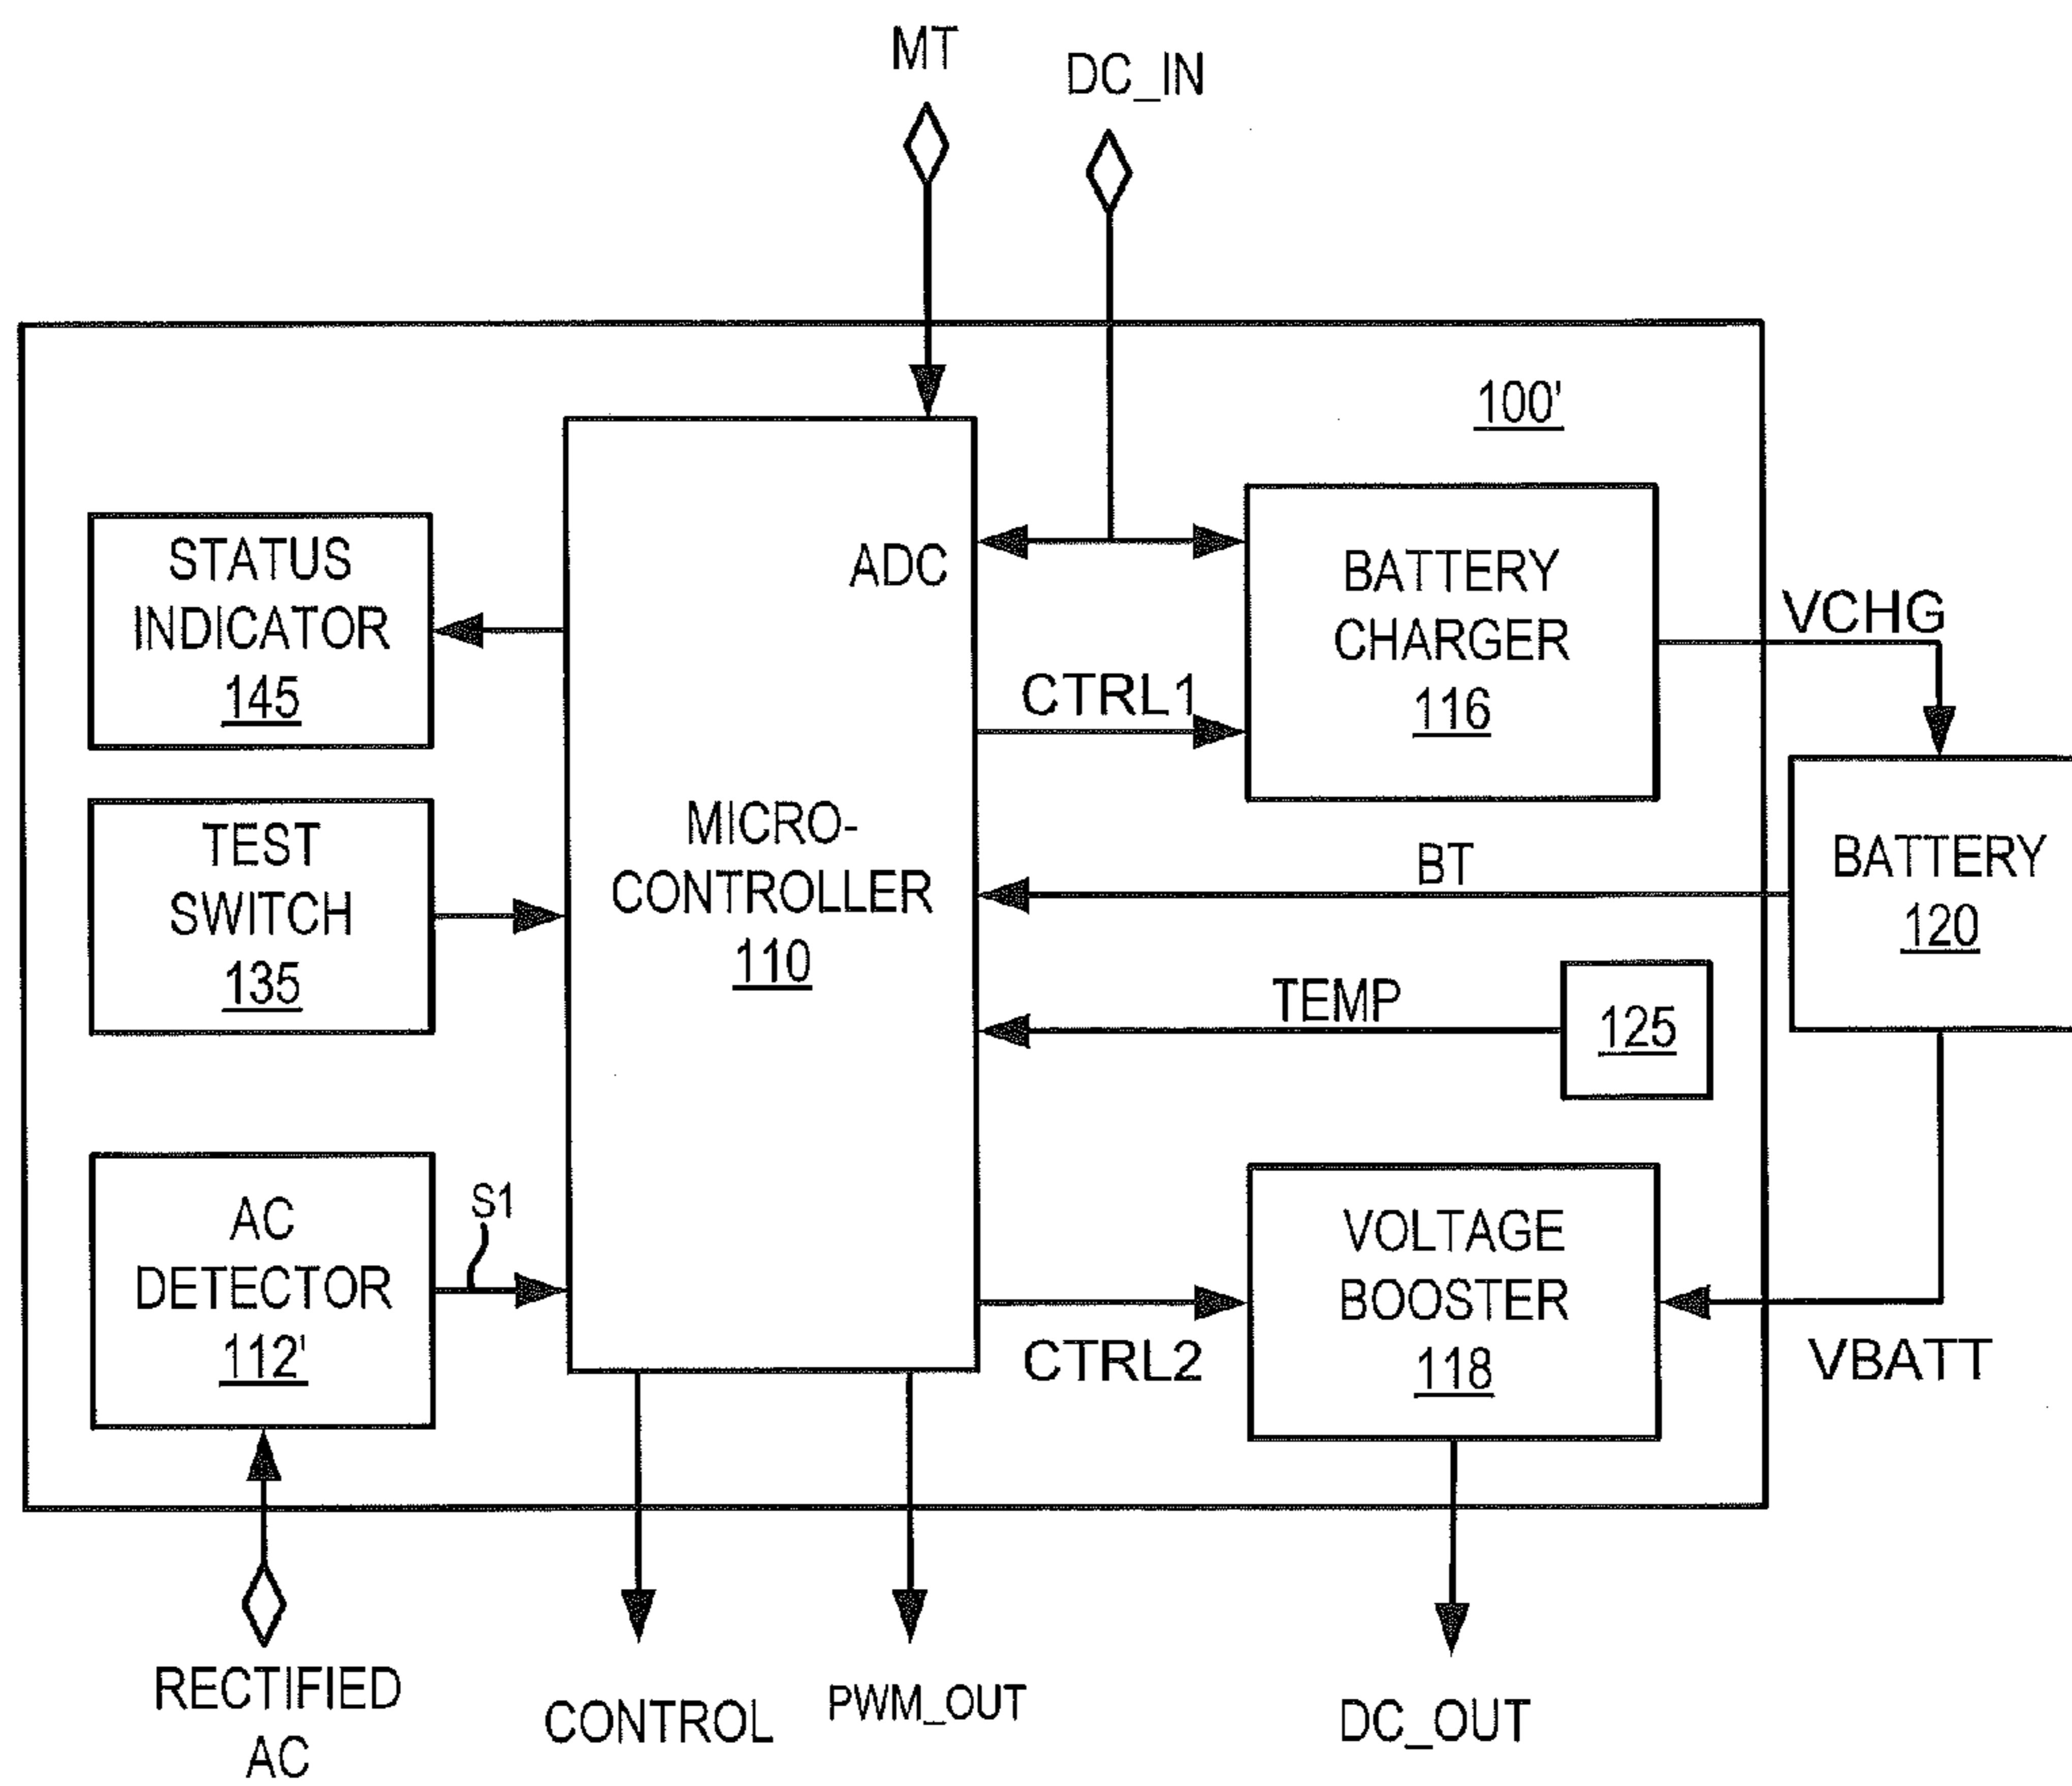 MT
DC_IN
100'
STATUS
INDICATOR
145
ADC
BATTERY
CHARGER
116
VCHG
CTRL1
TEST
SWITCH
135
MICRO-
CONTROLLER
110
BT
BATTERY
120
TEMP
125
AC
DETECTOR
112'
S1
CTRL2
VOLTAGE
BOOSTER
118
VBATT
RECTIFIED
AC
CONTROL
PWM_OUT
DC_OUT